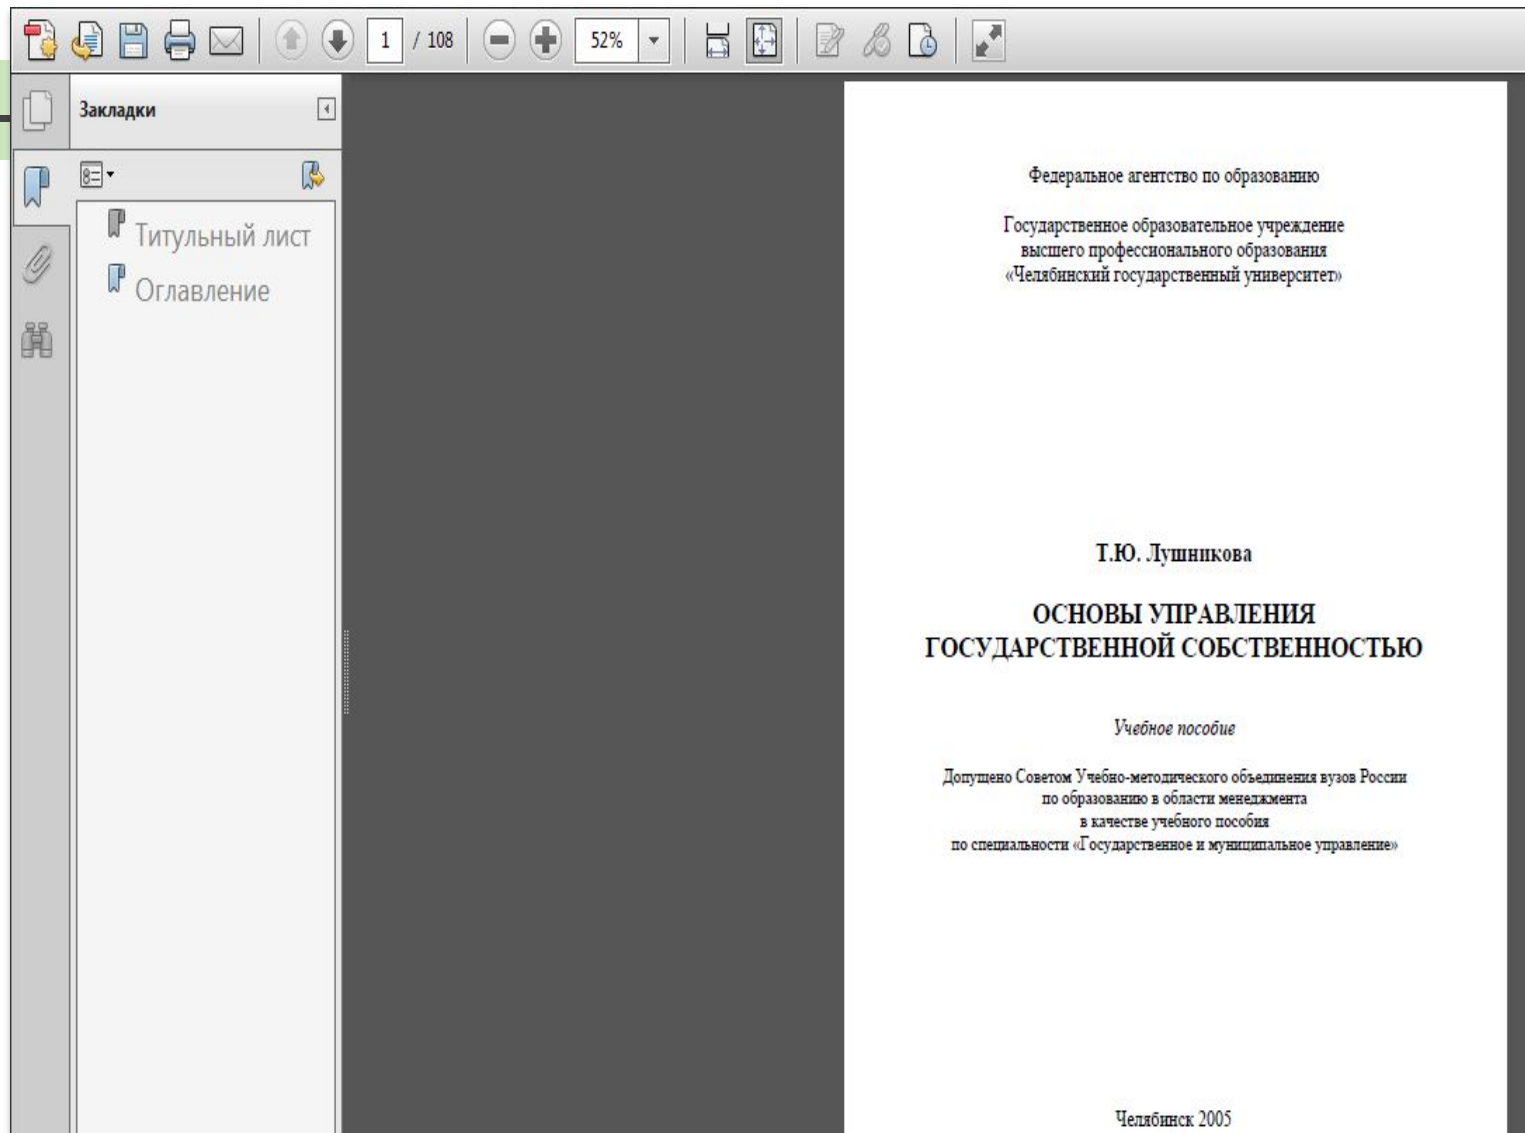 1 / 108
52%
Закладки
Титульный лист
Оглавление
Федеральное агентство по образованию
Государственное образовательное учреждение
высшего профессионального образования
«Челябинский государственный университет»
Т.Ю. Лушникова
ОСНОВЫ УПРАВЛЕНИЯ
ГОСУДАРСТВЕННОЙ СОБСТВЕННОСТЬЮ
Учебное пособие
Допущено Советом Учебно-методического объединения вузов России
по образованию в области менеджмента
в качестве учебного пособия
по специальности «Государственное и муниципальное управление»
Челябинск 2005